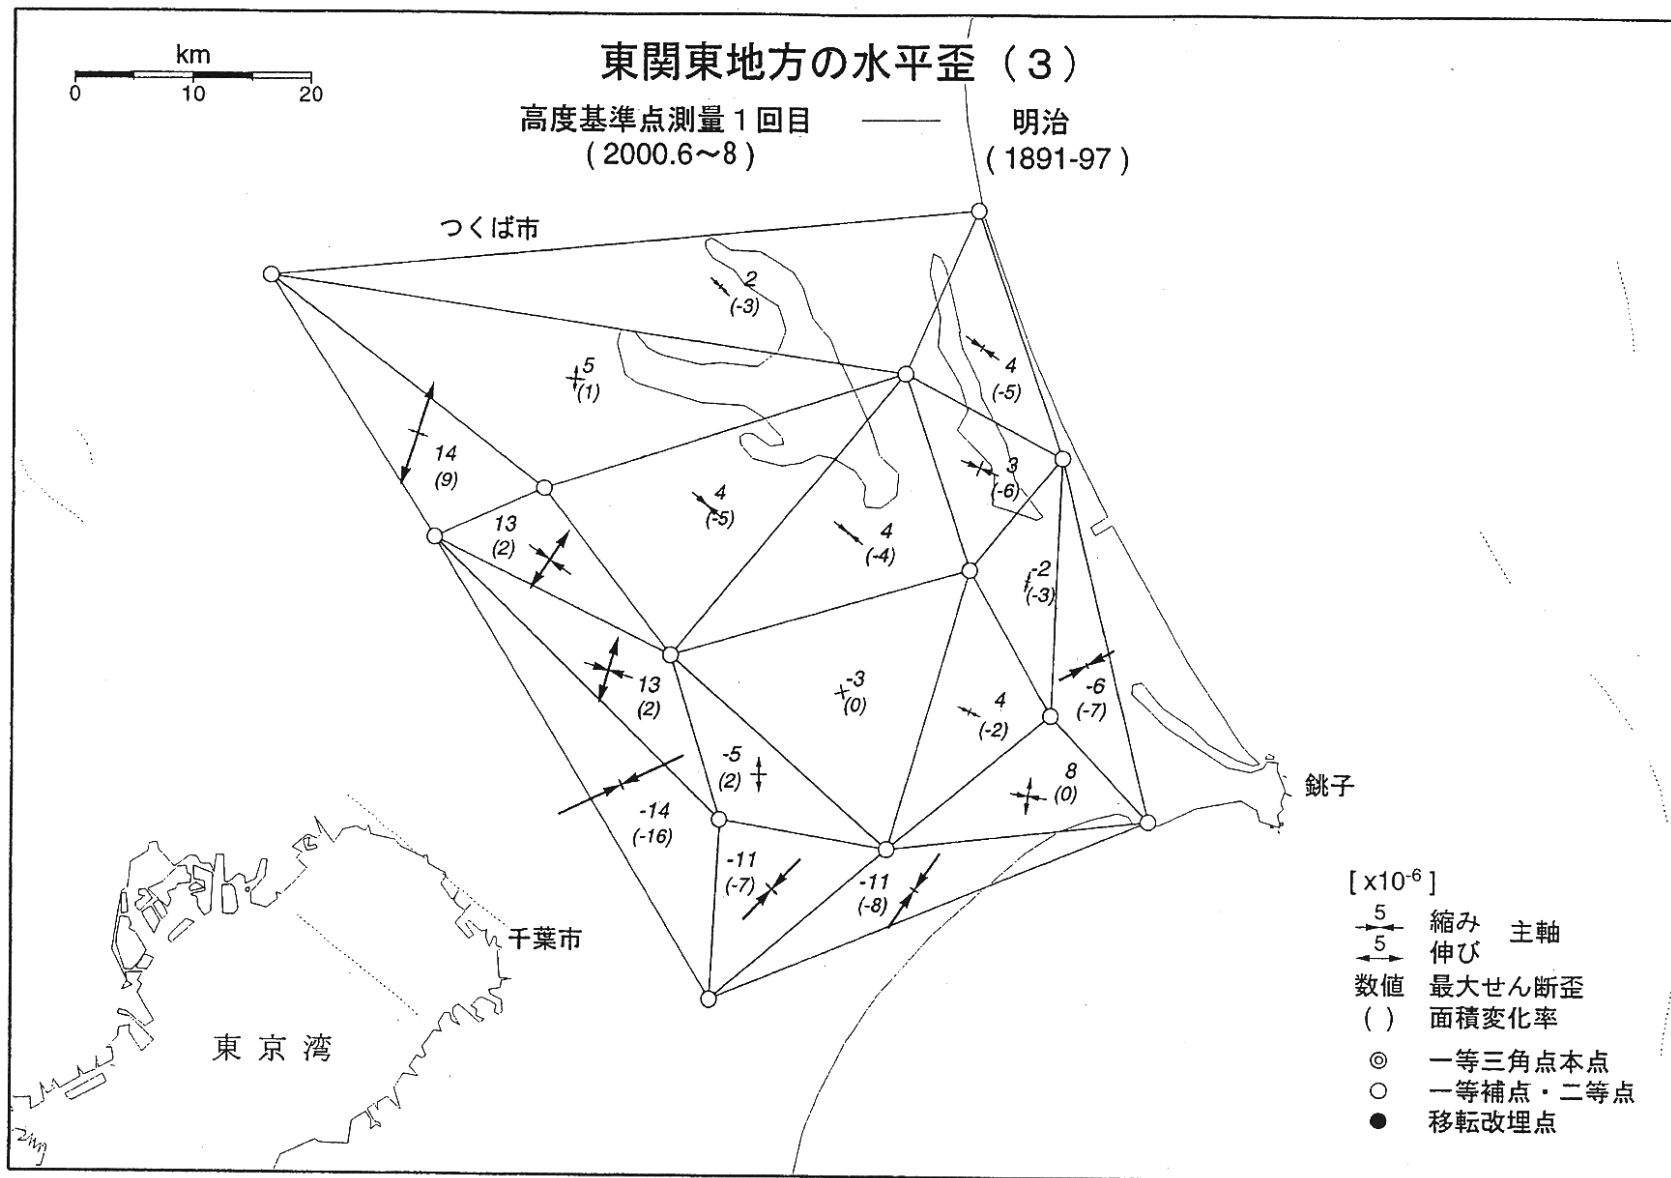 東関東地方の水平歪（3）
km
0 10 20
高度基準点測量1回目 ―― 明治
(2000.6～8) (1891-97)
つくば市
2
(-3)
5
(1)
4
(-5)
14
(9)
3
(-6)
4
(-5)
13
(2)
4
(-4)
-2
(-3)
13
(2)
-3
(0)
4
(-2)
-6
(-7)
-5
(2)
8
(0)
銚子
-14
(-16)
-11
(-7)
-11
(-8)
千葉市
東京湾
[ x10-6 ]
5 縮み 主軸
5 伸び
数値 最大せん断歪
( ) 面積変化率
◎ 一等三角点本点
○ 一等補点・二等点
● 移転改埋点